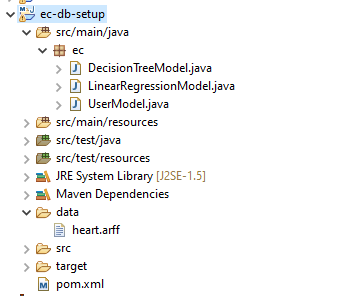 ec-db-setup
src/main/java
ec
DecisionTreeModel.java
LinearRegressionModel.java
UserModel.java
src/main/resources
src/test/java
src/test/resources
JRE System Library [J2SE-1.5]
Maven Dependencies
data
heart.arff
src
target
pom.xml